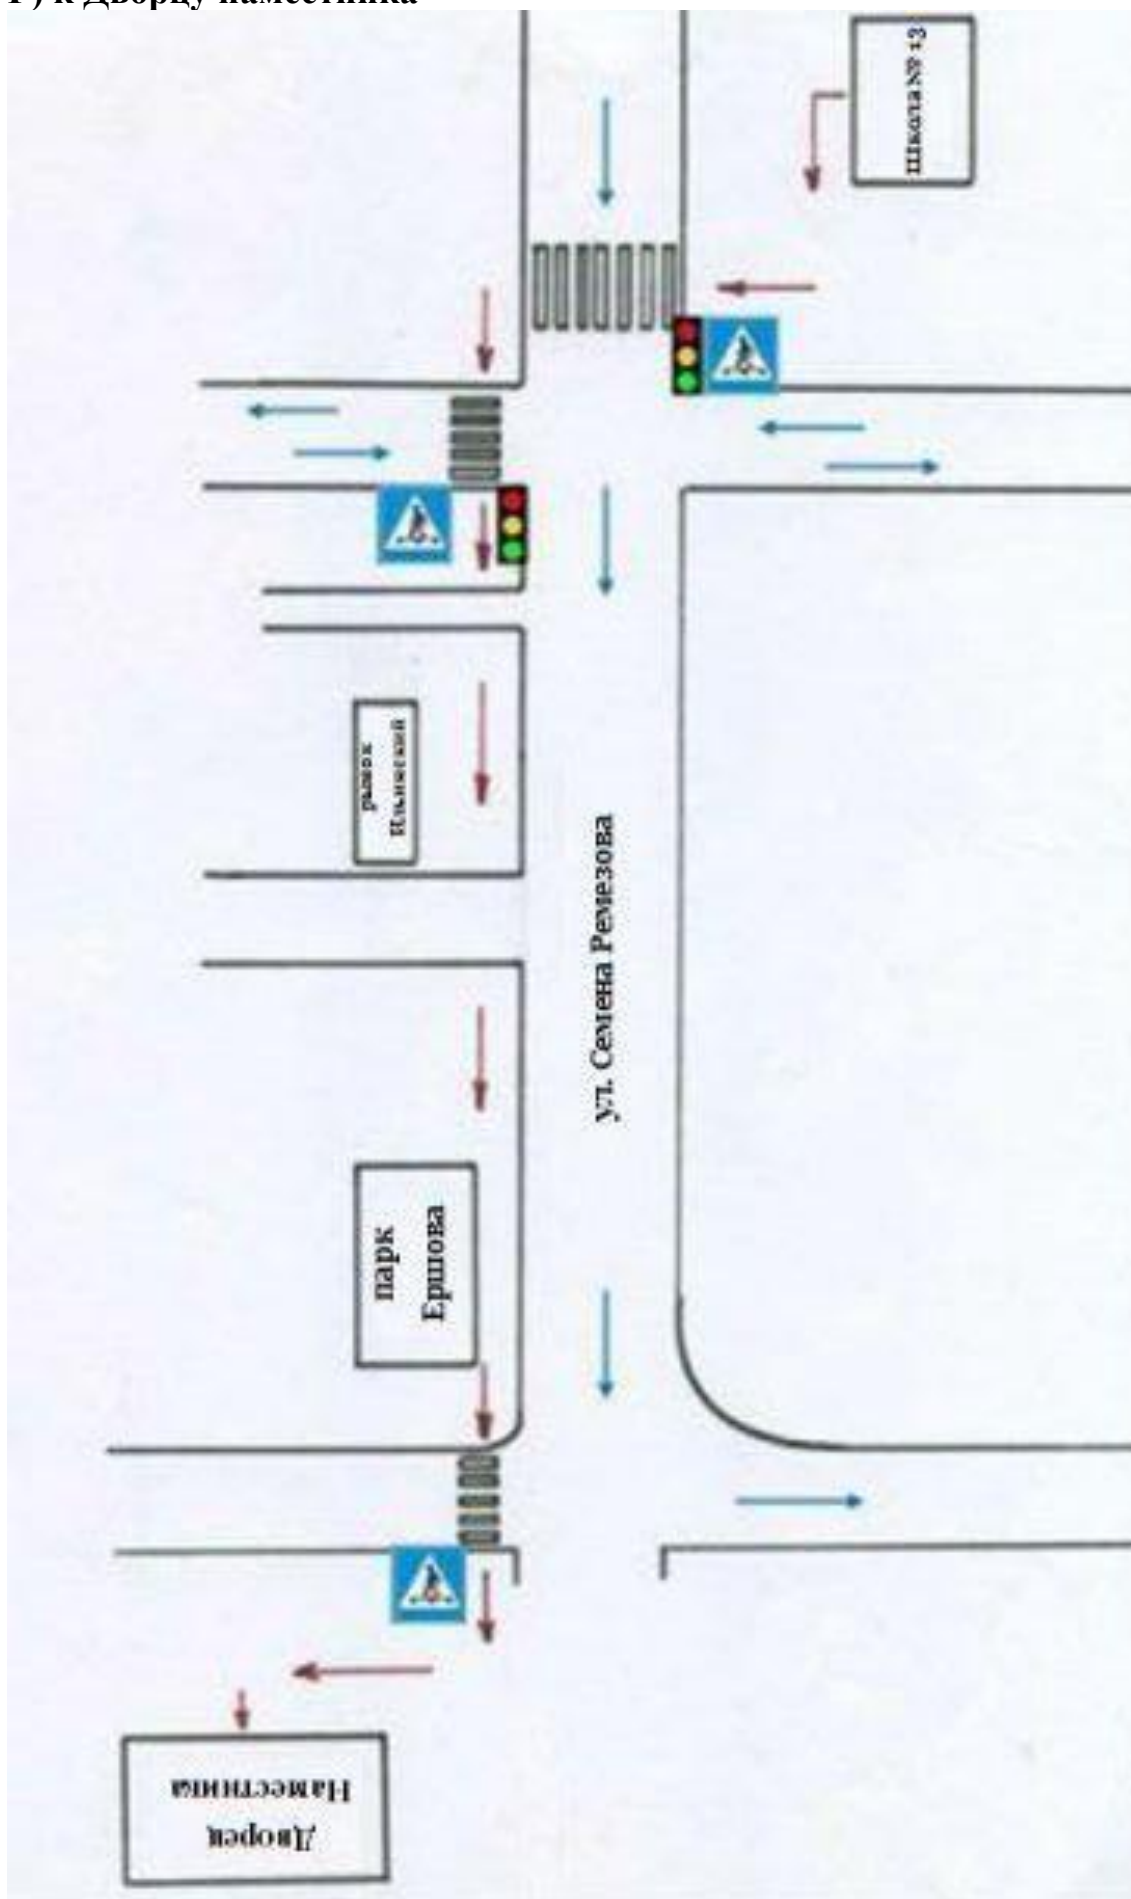 к Дворцу наместника
Школа № 13
рынок
Ильинский
ул. Семена Ремезова
парк
Ершова
Дворец
Наместника